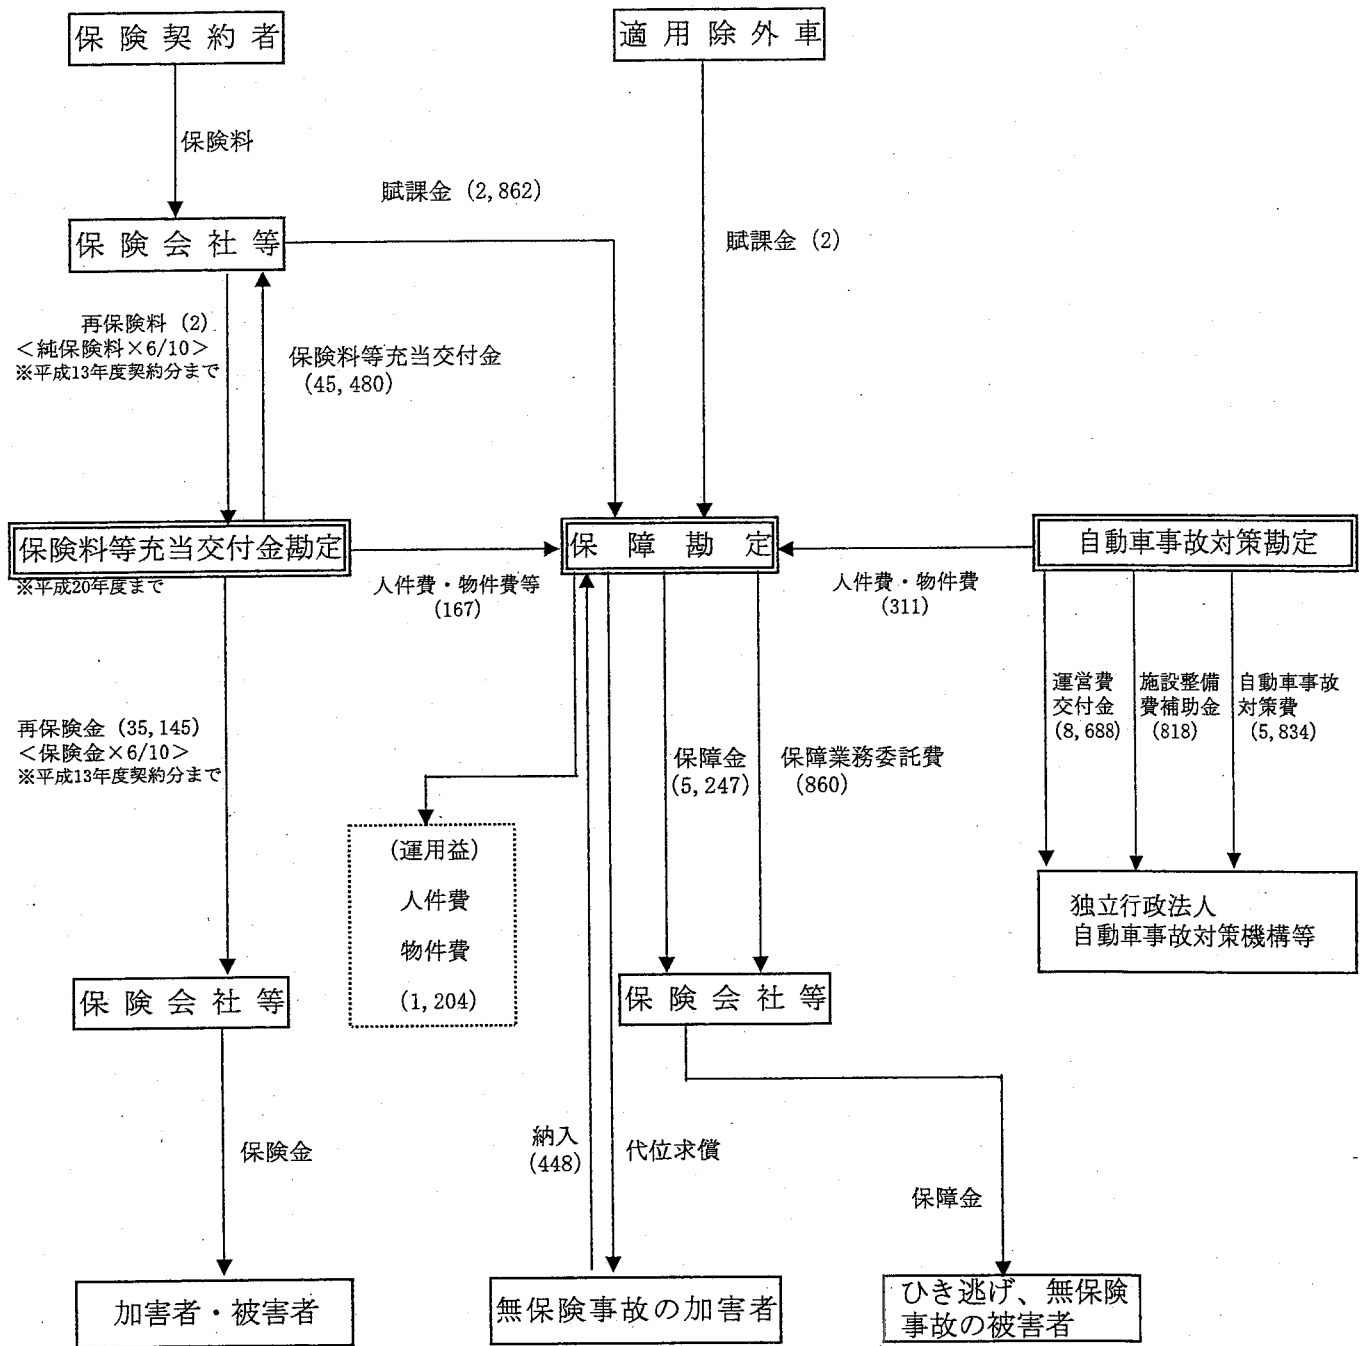 保険契約者
適用除外車
保険料
賦課金 (2,862)
賦課金 (2)
保険会社等
再保険料 (2)
＜純保険料×6/10＞
※平成13年度契約分まで
保険料等充当交付金
(45,480)
保険料等充当交付金勘定
※平成20年度まで
人件費・物件費等
(167)
保障勘定
人件費・物件費
(311)
自動車事故対策勘定
運営費
交付金
(8,688)
施設整備
費補助金
(818)
自動車事故
対策費
(5,834)
再保険金 (35,145)
＜保険金×6/10＞
※平成13年度契約分まで
保障金
(5,247)
保障業務委託費
(860)
(運用益)
人件費
物件費
(1,204)
独立行政法人
自動車事故対策機構等
保険会社等
保険会社等
保険金
納入
(448)
代位求償
保障金
加害者・被害者
無保険事故の加害者
ひき逃げ、無保険
事故の被害者